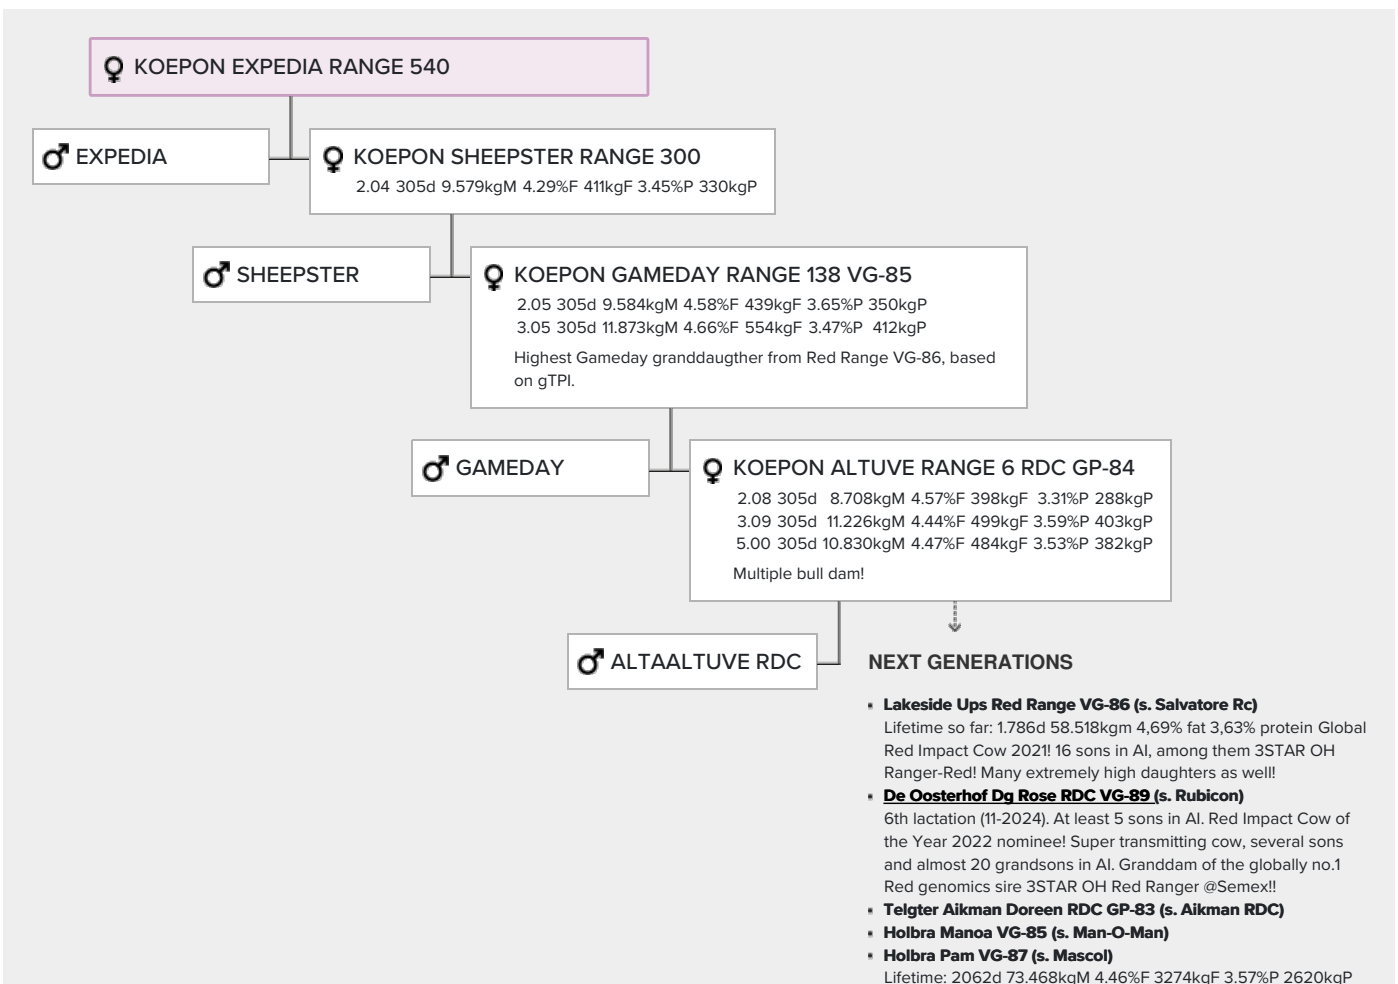 KOEPON EXPEDIA RANGE 540
EXPEDIA
KOEPON SHEEPSTER RANGE 300
2.04 305d 9.579kgM 4.29%F 411kgF 3.45%P 330kgP
SHEEPSTER
KOEPON GAMEDAY RANGE 138 VG-85
2.05 305d 9.584kgM 4.58%F 439kgF 3.65%P 350kgP
3.05 305d 11.873kgM 4.66%F 554kgF 3.47%P 412kgP
Highest Gameday granddaugther from Red Range VG-86, based
on gTPI.
GAMEDAY
KOEPON ALTUVE RANGE 6 RDC GP-84
2.08 305d 8.708kgM 4.57%F 398kgF 3.31%P 288kgP
3.09 305d 11.226kgM 4.44%F 499kgF 3.59%P 403kgP
5.00 305d 10.830kgM 4.47%F 484kgF 3.53%P 382kgP
Multiple bull dam!
ALTAALTUVE RDC
NEXT GENERATIONS
Lakeside Ups Red Range VG-86 (s. Salvatore Rc)
Lifetime so far: 1.786d 58.518kgm 4,69% fat 3,63% protein Global
Red Impact Cow 2021! 16 sons in AI, among them 3STAR OH
Ranger-Red! Many extremely high daughters as well!
De Oosterhof Dg Rose RDC VG-89 (s. Rubicon)
6th lactation (11-2024). At least 5 sons in AI. Red Impact Cow of
the Year 2022 nominee! Super transmitting cow, several sons
and almost 20 grandsons in AI. Granddam of the globally no.1
Red genomics sire 3STAR OH Red Ranger @Semex!!
Telgter Aikman Doreen RDC GP-83 (s. Aikman RDC)
Holbra Manoa VG-85 (s. Man-O-Man)
Holbra Pam VG-87 (s. Mascol)
Lifetime: 2062d 73.468kgM 4.46%F 3274kgF 3.57%P 2620kgP